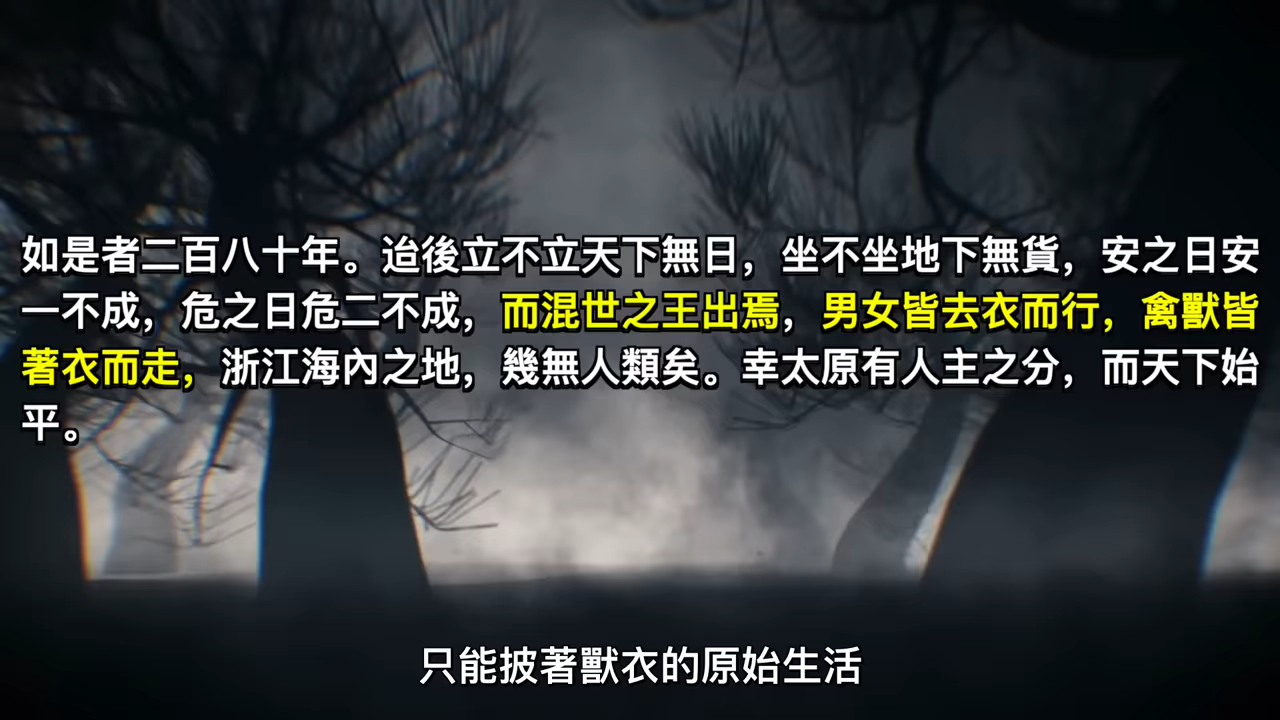 如是者二百八十年。迨後立不立天下無日，坐不坐地下無貨，安之日安
一不成，危之日危二不成，而混世之王出焉，男女皆去衣而行，禽獸皆
著衣而走，浙江海內之地，幾無人類矣。幸太原有人主之分，而天下始
平。
只能披著獸衣的原始生活